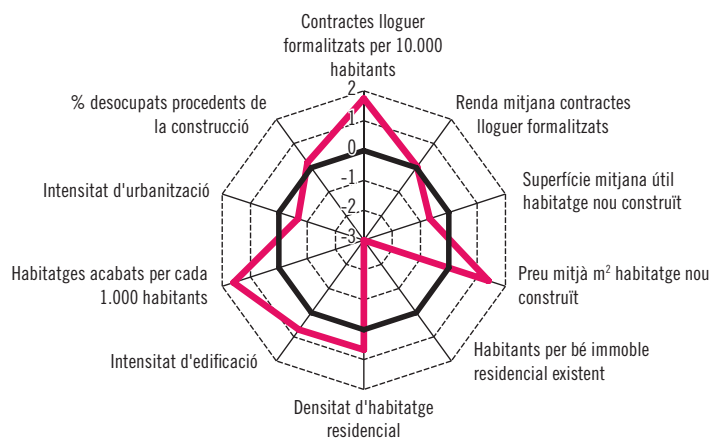 Contractes lloguer
formalitzats per 10.000
habitants
% desocupats procedents de
la construcció
Renda mitjana contractes
lloguer formalitzats
Intensitat d'urbanització
Superfície mitjana útil
habitatge nou construït
Habitatges acabats per cada
1.000 habitants
Preu mitjà m² habitatge nou
construït
Intensitat d'edificació
Habitants per bé immoble
residencial existent
Densitat d'habitatge
residencial
2
1
0
-1
-2
-3